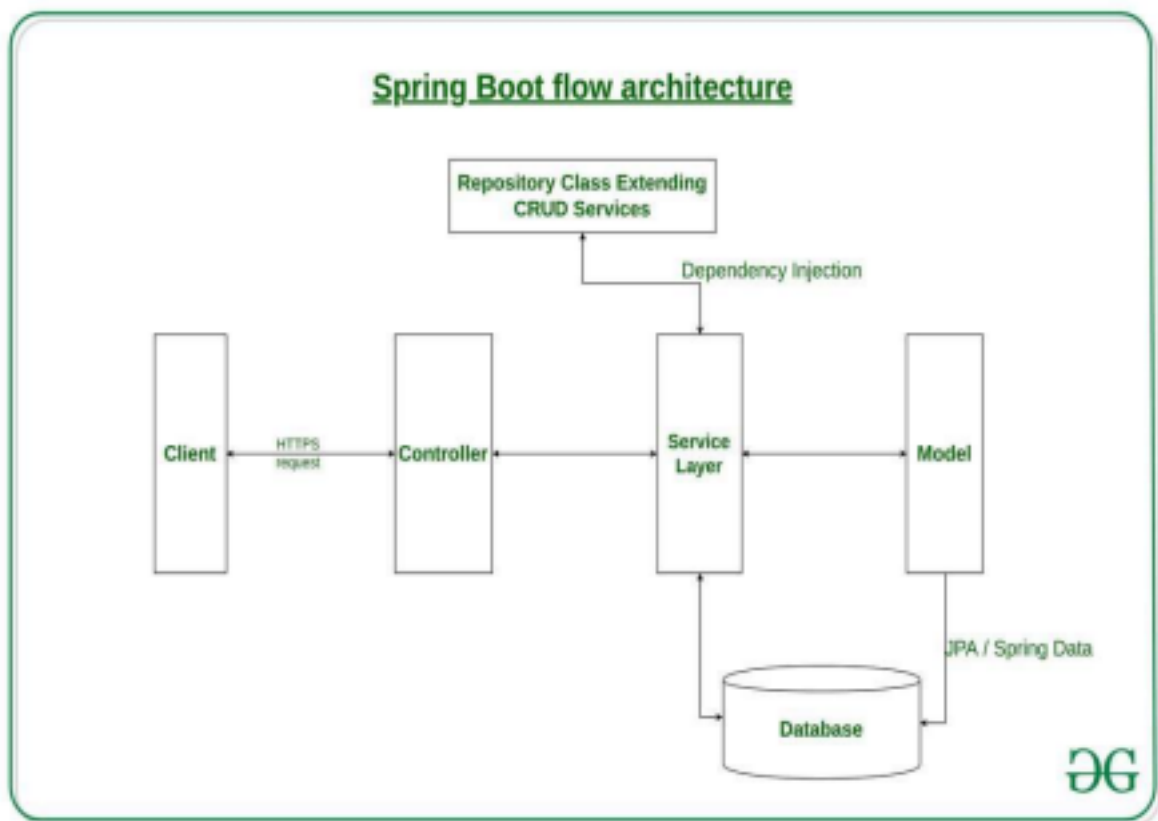 Spring Boot flow architecture
Repository Class Extending
CRUD Services
Dependency Injection
Client
HTTPS
request
Controller
Service
Layer
Model
JPA / Spring Data
Database